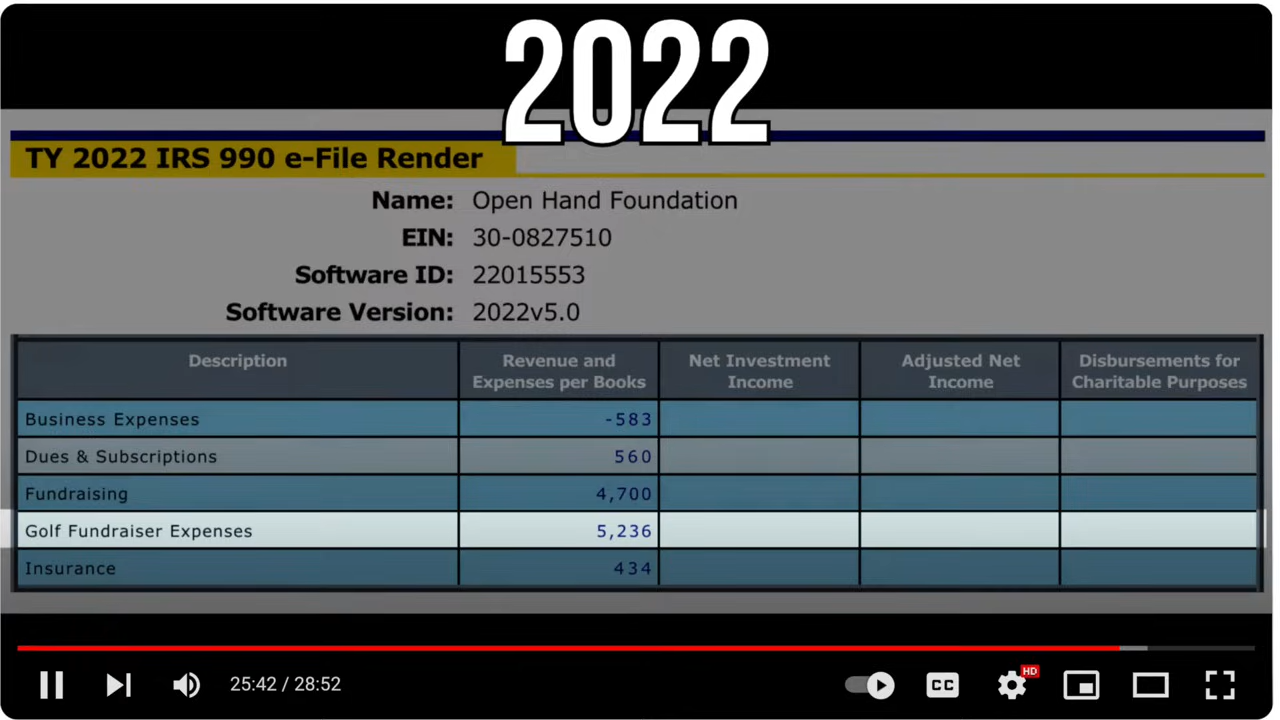 2022
TY 2022 IRS 990 e-File Render
Name: Open Hand Foundation
EIN: 30-0827510
Software ID: 22015553
Software Version: 2022v5.0
Description Revenue and Expenses per Books Net Investment Income Adjusted Net Income Disbursements for Charitable Purposes
Business Expenses -583
Dues & Subscriptions 560
Fundraising 4,700
Golf Fundraiser Expenses 5,236
Insurance 434
25:42 / 28:52 CC HD